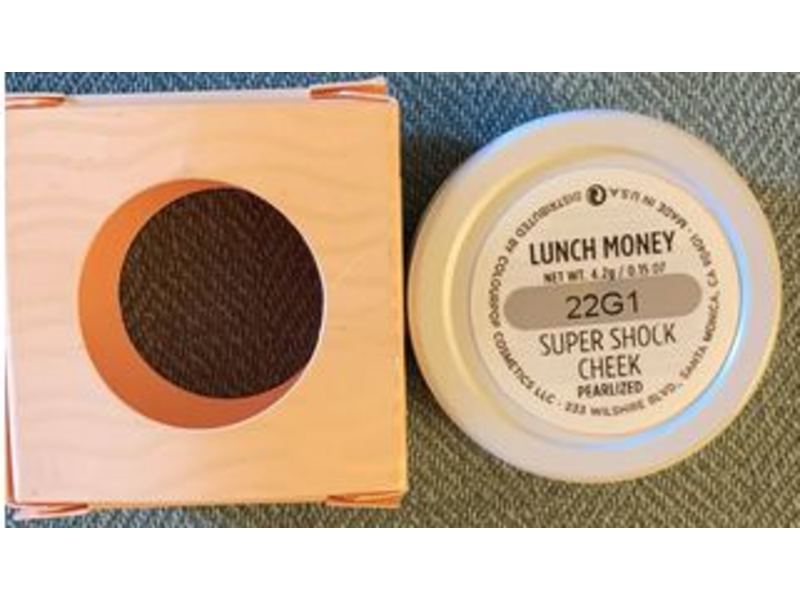 LUNCH MONEY
NET WT. 4.2g / 0.15 OZ
22G1
SUPER SHOCK
CHEEK
PEARLIZED
DISTRIBUTED BY COLOURPOP COSMETICS LLC · 233 WILSHIRE BLVD., SANTA MONICA, CA 90401 · MADE IN U.S.A.